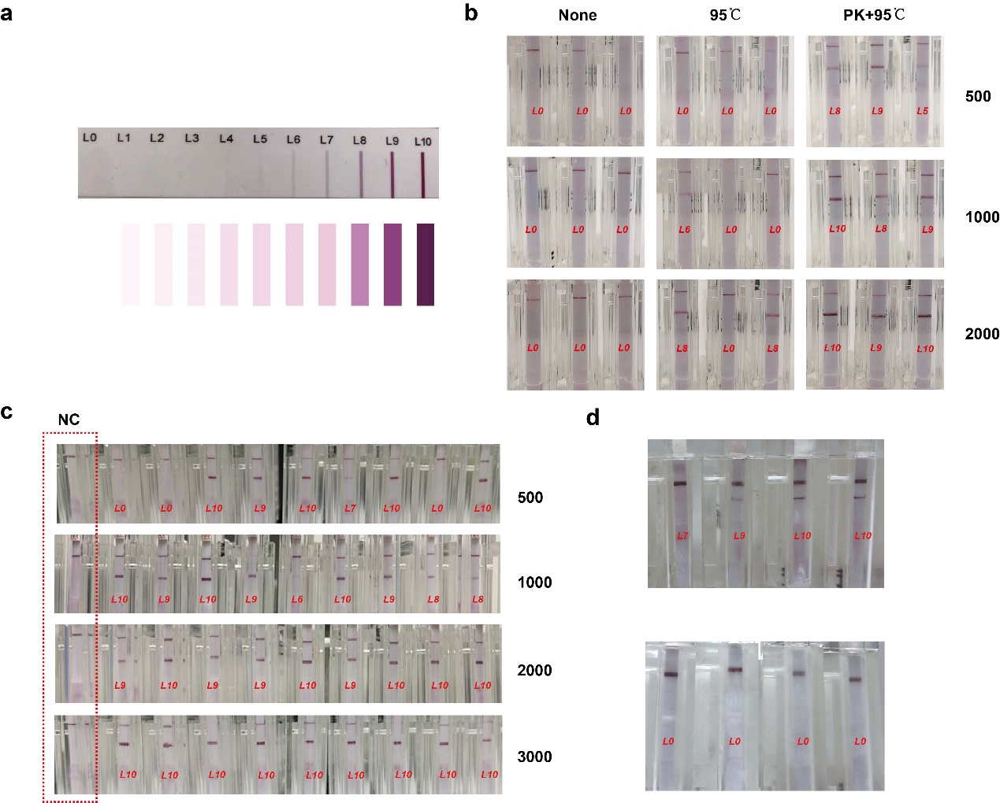 a
L0 L1 L2 L3 L4 L5 L6 L7 L8 L9 L10
b
None 95℃ PK+95℃
L0 L0 L0 L0 L0 L0 L8 L9 L5 500
L0 L0 L0 L6 L0 L0 L10 L8 L9 1000
L0 L0 L0 L8 L0 L8 L10 L9 L10 2000
c
NC
L0 L0 L10 L9 L10 L7 L10 L0 L10 500
L10 L9 L10 L9 L6 L10 L9 L8 L8 1000
L9 L10 L9 L9 L10 L9 L10 L10 L10 2000
L10 L10 L10 L10 L10 L10 L10 L10 L10 3000
d
L7 L9 L10 L10
L0 L0 L0 L0